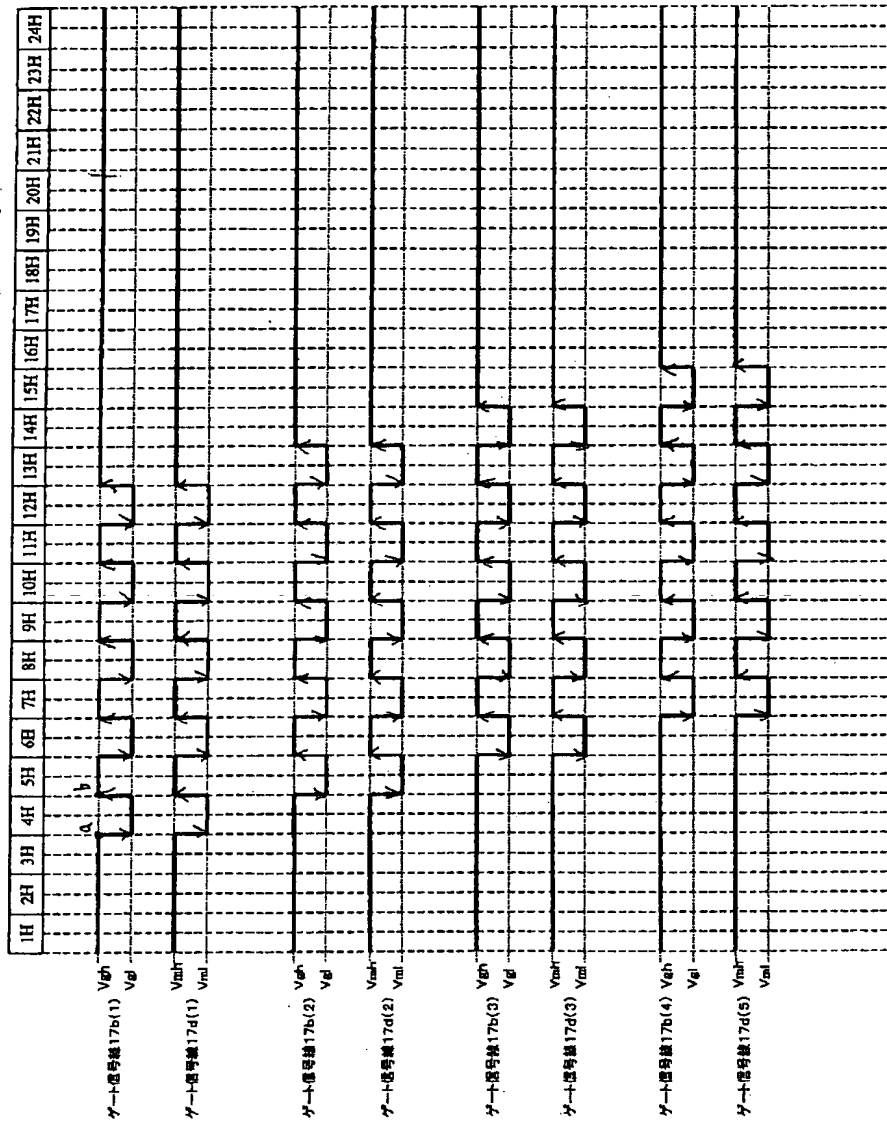 1H 2H 3H 4H 5H 6H 7H 8H 9H 10H 11H 12H 13H 14H 15H 16H 17H 18H 19H 20H 21H 22H 23H 24H
a b
Vgh
ゲート信号線17b(1)
Vgl
Vmh
ゲート信号線17d(1)
Vml
Vgh
ゲート信号線17b(2)
Vgl
Vmh
ゲート信号線17d(2)
Vml
Vgh
ゲート信号線17b(3)
Vgl
Vmh
ゲート信号線17d(3)
Vml
Vgh
ゲート信号線17b(4)
Vgl
Vmh
ゲート信号線17d(5)
Vml